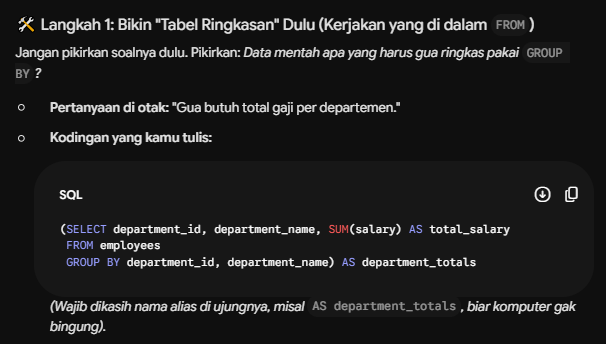 🛠️ Langkah 1: Bikin "Tabel Ringkasan" Dulu (Kerjakan yang di dalam FROM )
Jangan pikirkan soalnya dulu. Pikirkan: Data mentah apa yang harus gua ringkas pakai GROUP
BY ?
Pertanyaan di otak: "Gua butuh total gaji per departemen."
Kodingan yang kamu tulis:
SQL
(SELECT department_id, department_name, SUM(salary) AS total_salary
FROM employees
GROUP BY department_id, department_name) AS department_totals
(Wajib dikasih nama alias di ujungnya, misal AS department_totals , biar komputer gak
bingung).